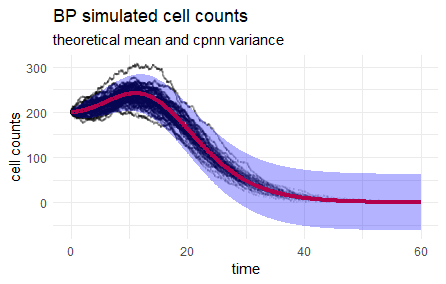 BP simulated cell counts
theoretical mean and cpnn variance
300
200
100
0
cell counts
0
20
40
60
time